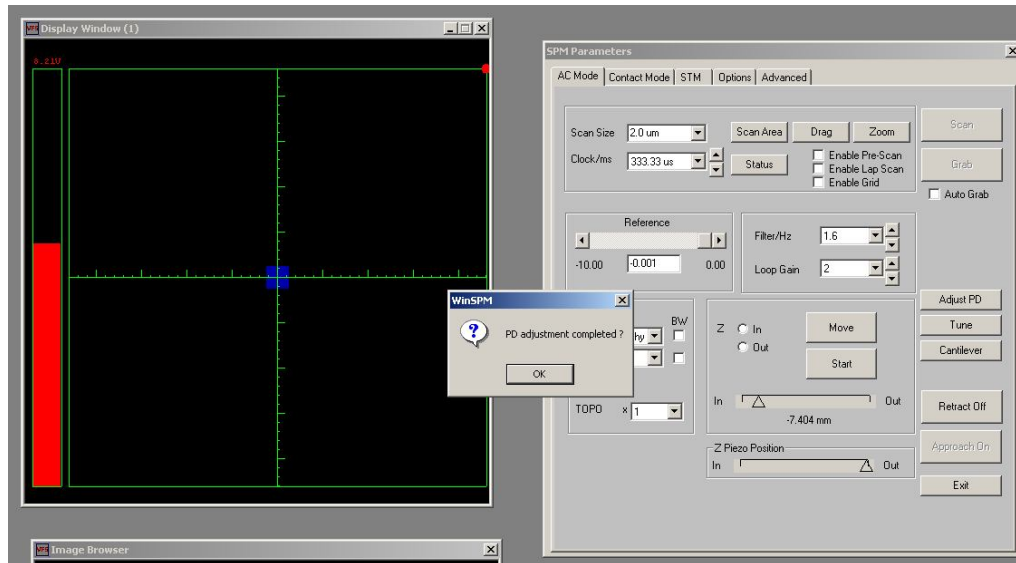 Display Window (1)
8.21V
SPM Parameters
AC Mode Contact Mode STM Options Advanced
Scan Size 2.0 um Scan Area Drag Zoom Scan
Clock/ms 333.33 us Status
Enable Pre-Scan
Enable Lap Scan
Enable Grid
Grab
Auto Grab
Reference
-10.00 -0.001 0.00
Filter/Hz 1.6
Loop Gain 2
WinSPM
PD adjustment completed ?
OK
BW
hy
Z In
Out
Move
Start
In Out
-7.404 mm
TOPO × 1
Z Piezo Position
In Out
Adjust PD
Tune
Cantilever
Retract Off
Approach On
Exit
Image Browser